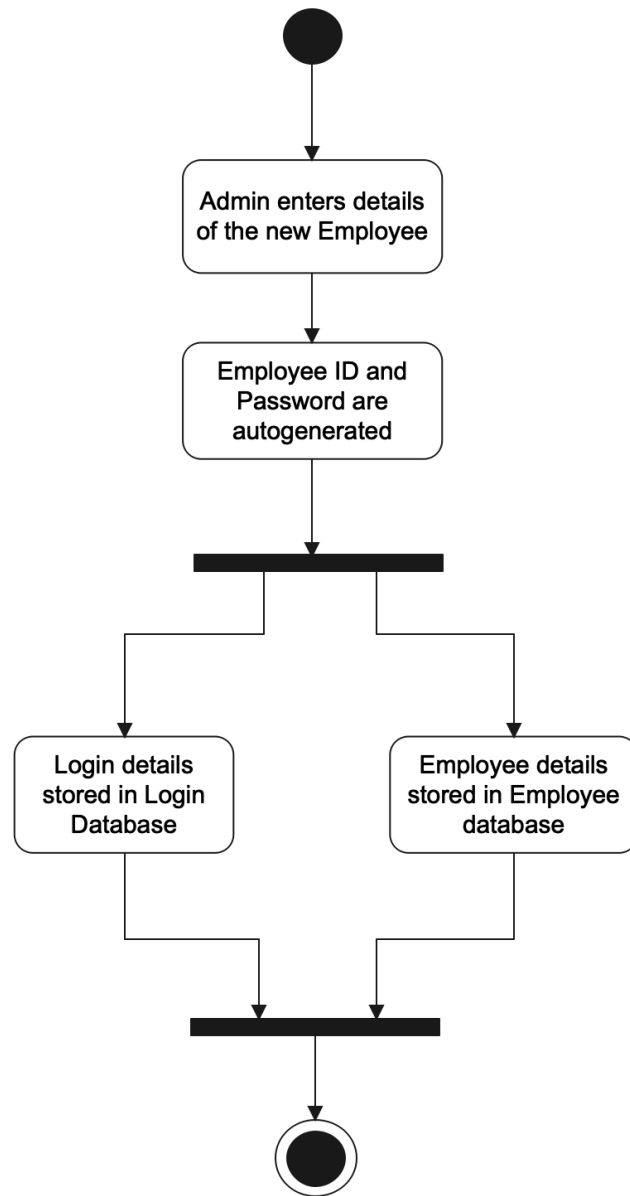 Admin enters details
of the new Employee
Employee ID and
Password are
autogenerated
Login details
stored in Login
Database
Employee details
stored in Employee
database